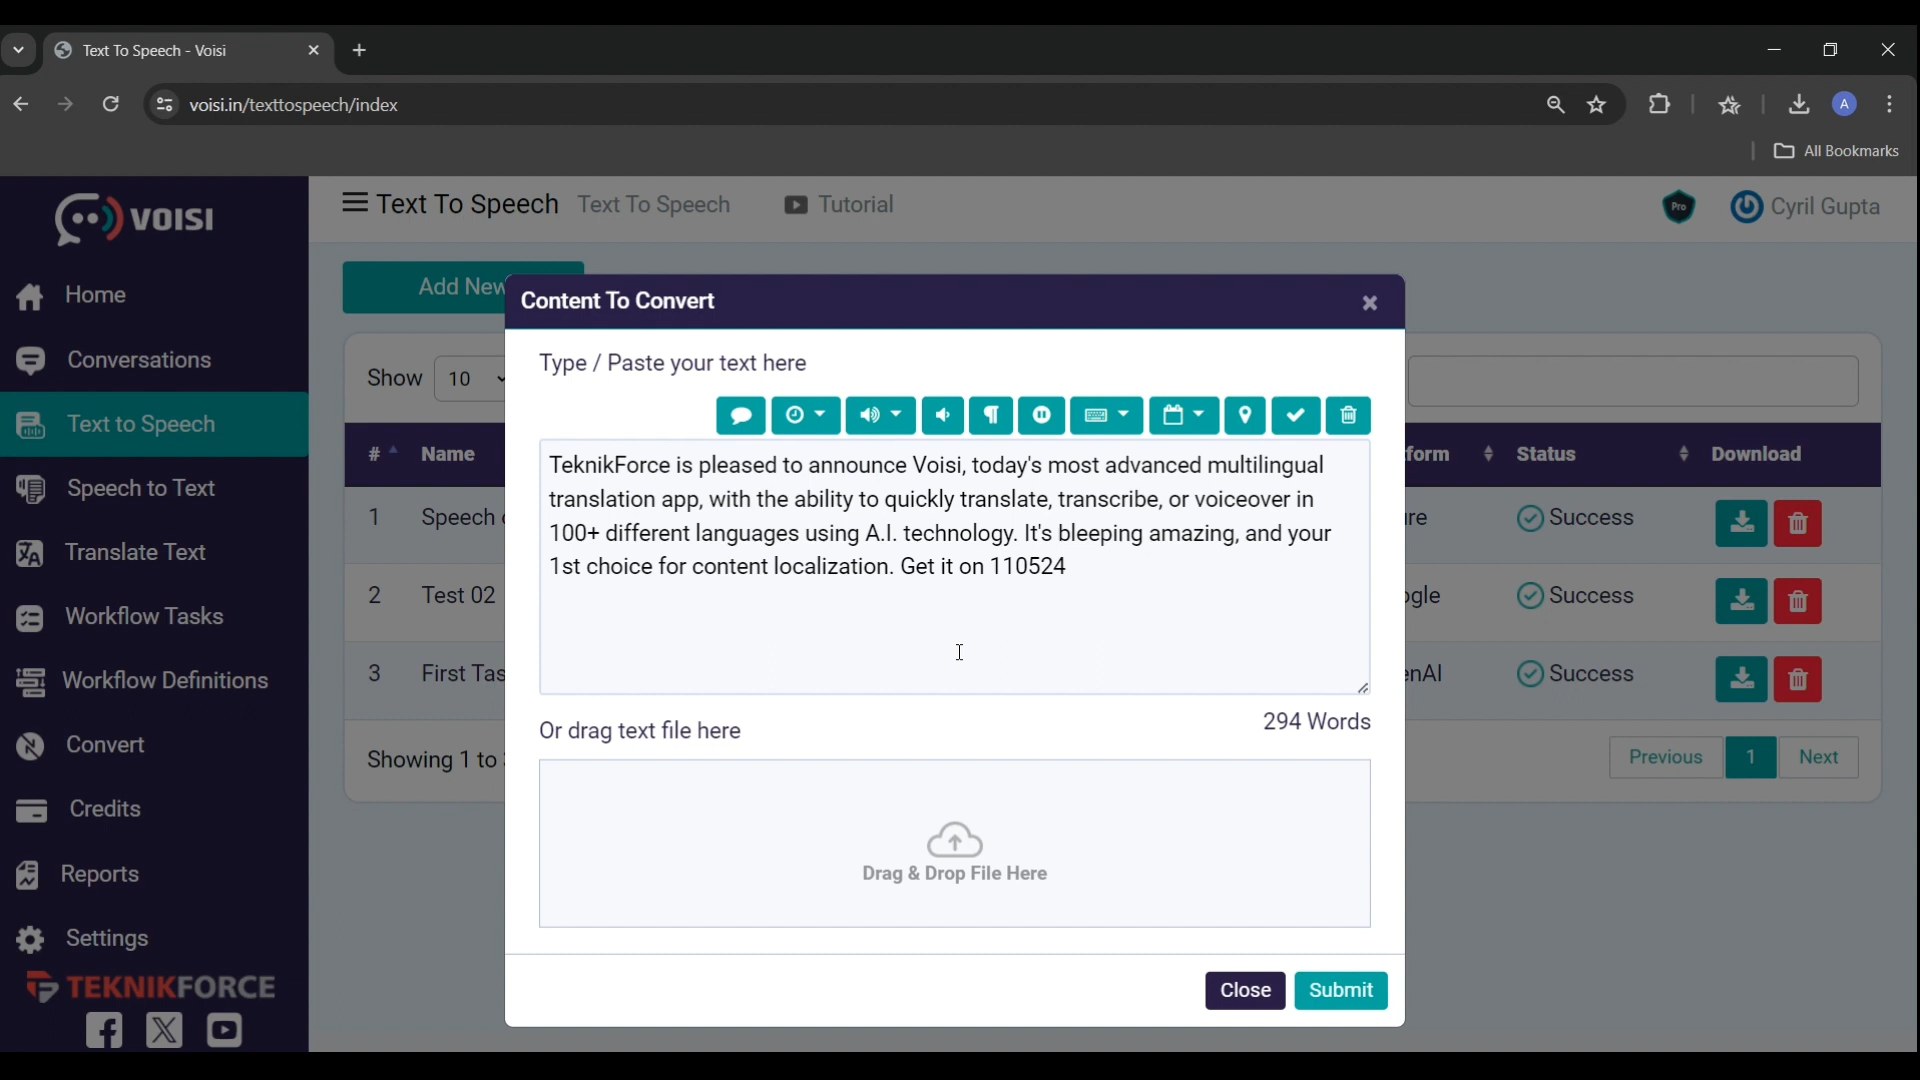 Text To Speech - Voisi
voisi.in/texttospeech/index
A
All Bookmarks
VOISI
Text To Speech Text To Speech Tutorial
Pro
Cyril Gupta
Home
Conversations
Text to Speech
Speech to Text
Translate Text
Workflow Tasks
Workflow Definitions
Convert
Credits
Reports
Settings
TEKNIKFORCE
Add New
Show 10
# Name
Status Download
1 Speech
Success
2 Test 02
Success
3 First
Success
Showing 1 to
Previous 1 Next
Content To Convert
Type / Paste your text here
TeknikForce is pleased to announce Voisi, today's most advanced multilingual
translation app, with the ability to quickly translate, transcribe, or voiceover in
100+ different languages using A.I. technology. It's bleeping amazing, and your
1st choice for content localization. Get it on 110524
294 Words
Or drag text file here
Drag & Drop File Here
Close Submit